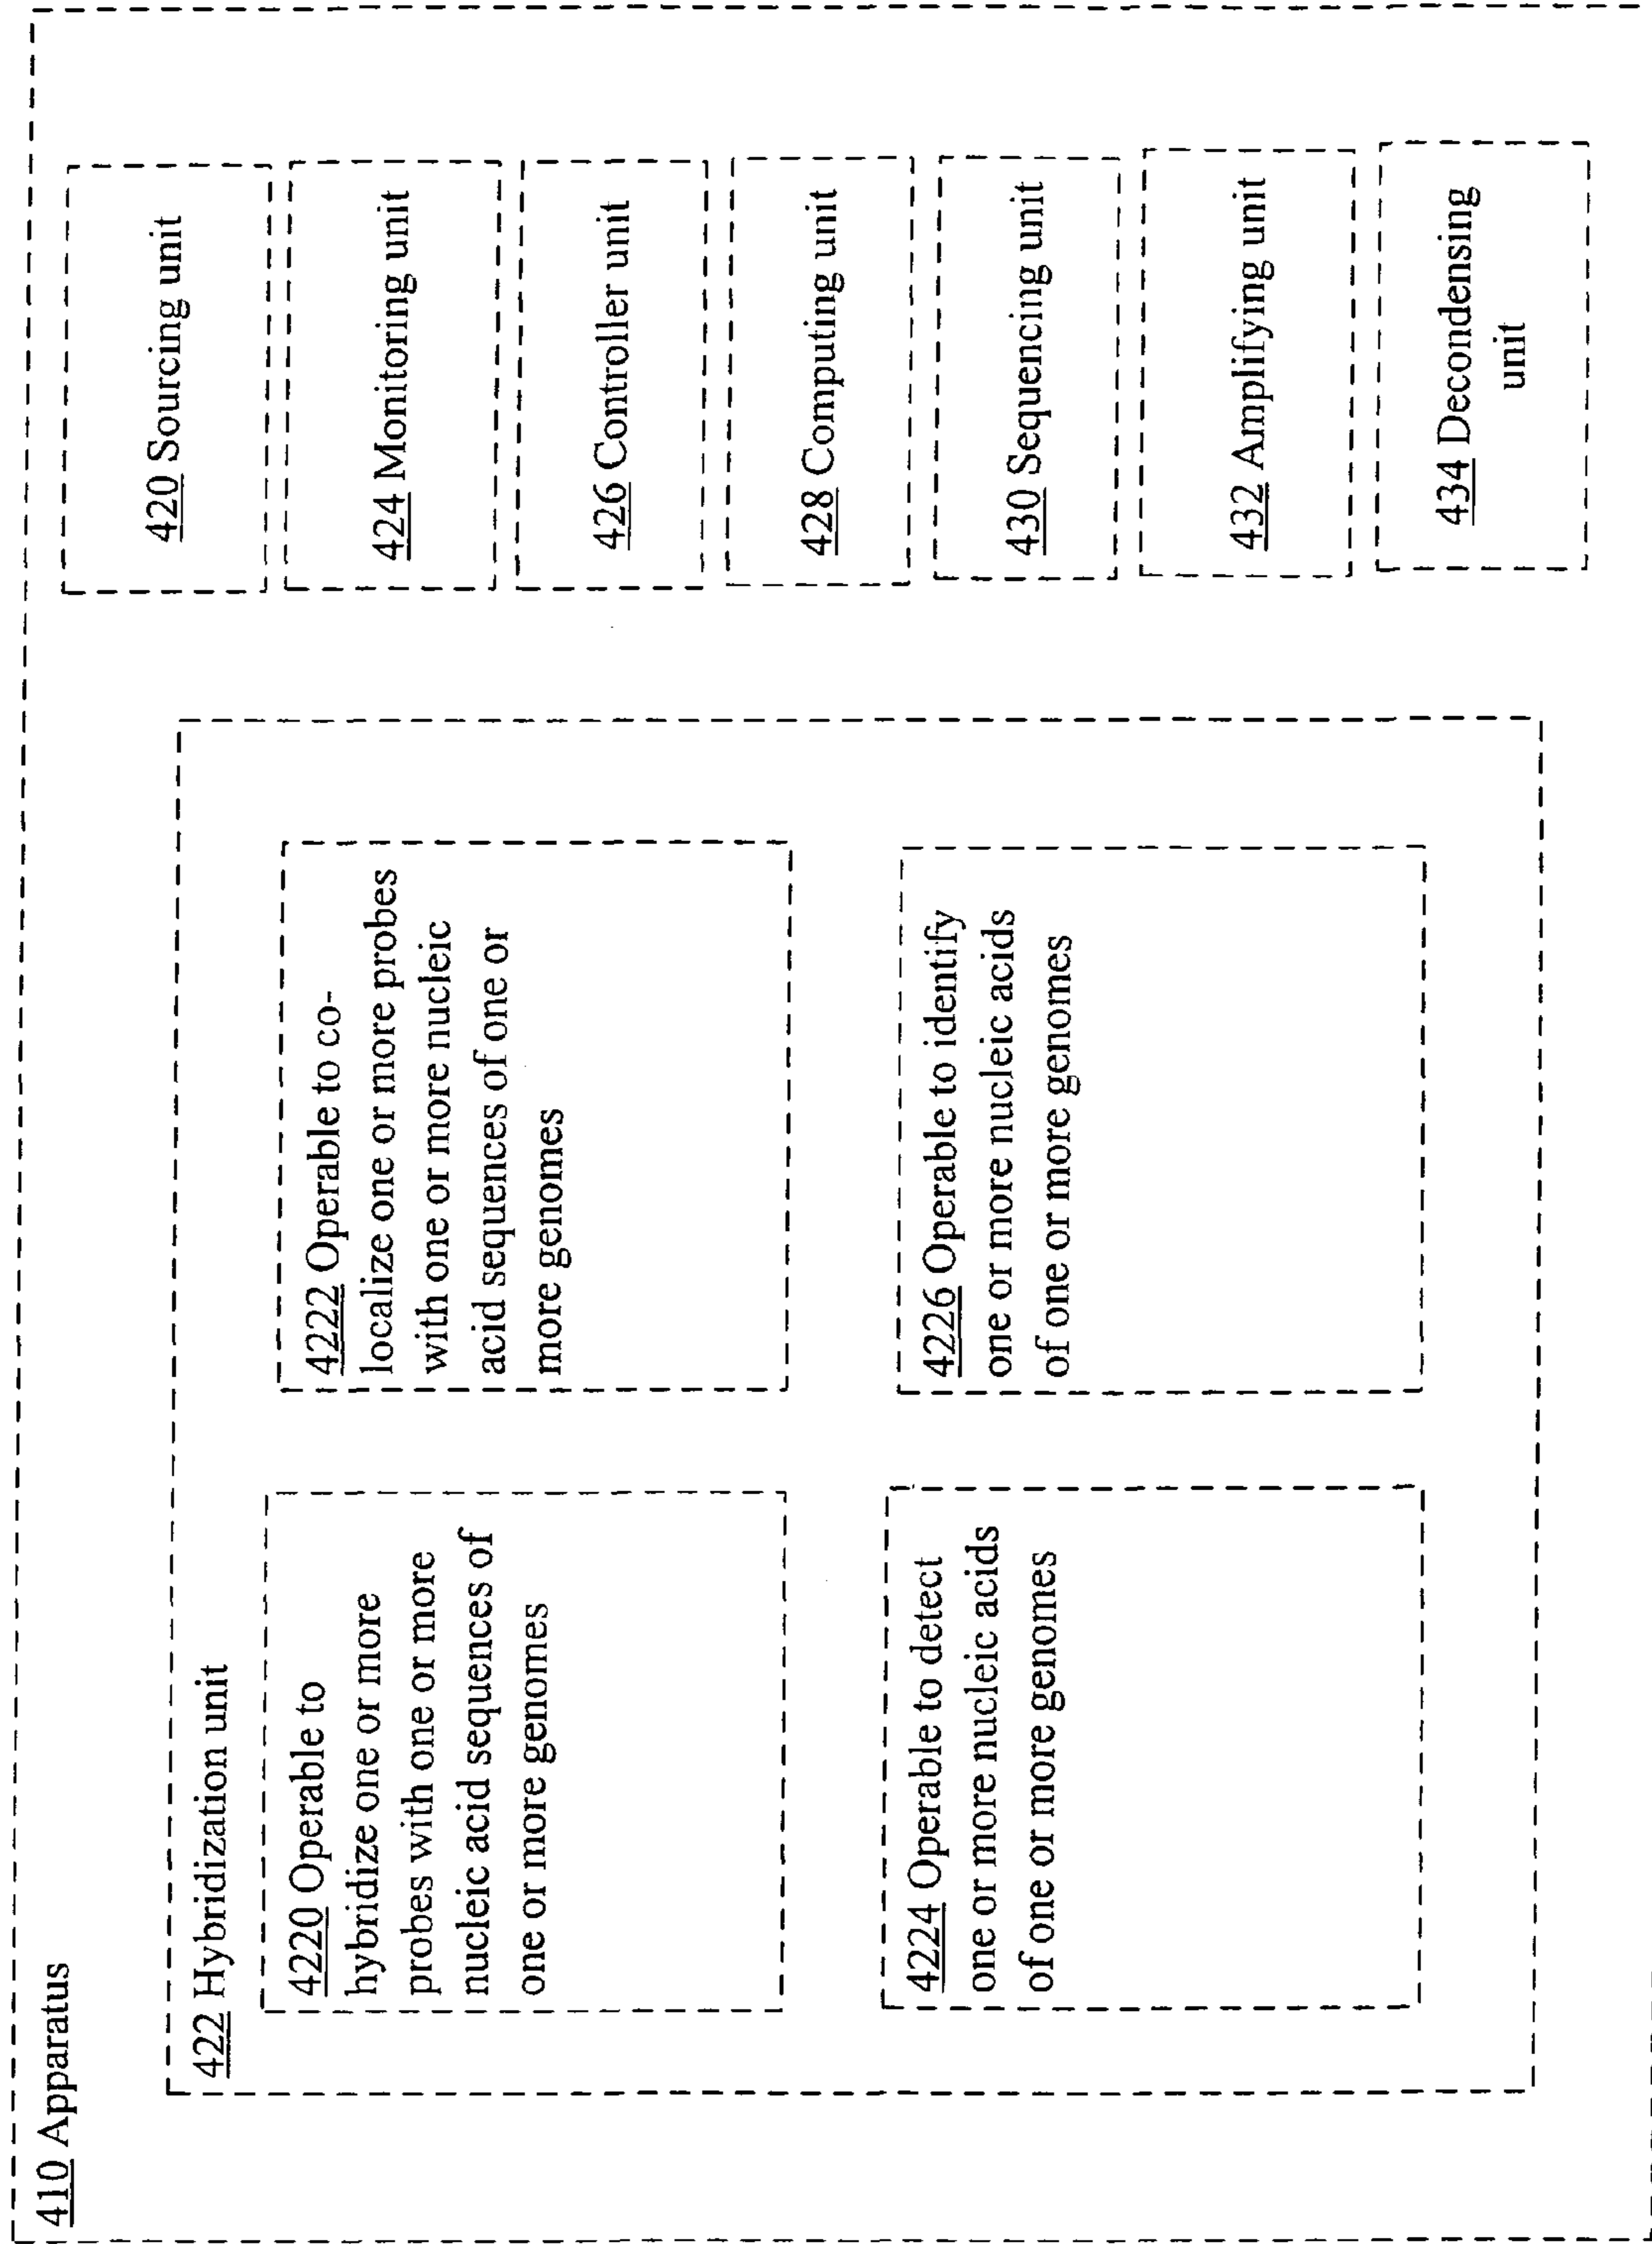 410 Apparatus
422 Hybridization unit
4220 Operable to
hybridize one or more
probes with one or more
nucleic acid sequences of
one or more genomes
4222 Operable to co-
localize one or more probes
with one or more nucleic
acid sequences of one or
more genomes
4224 Operable to detect
one or more nucleic acids
of one or more genomes
4226 Operable to identify
one or more nucleic acids
of one or more genomes
420 Sourcing unit
424 Monitoring unit
426 Controller unit
428 Computing unit
430 Sequencing unit
432 Amplifying unit
434 Decondensing
unit